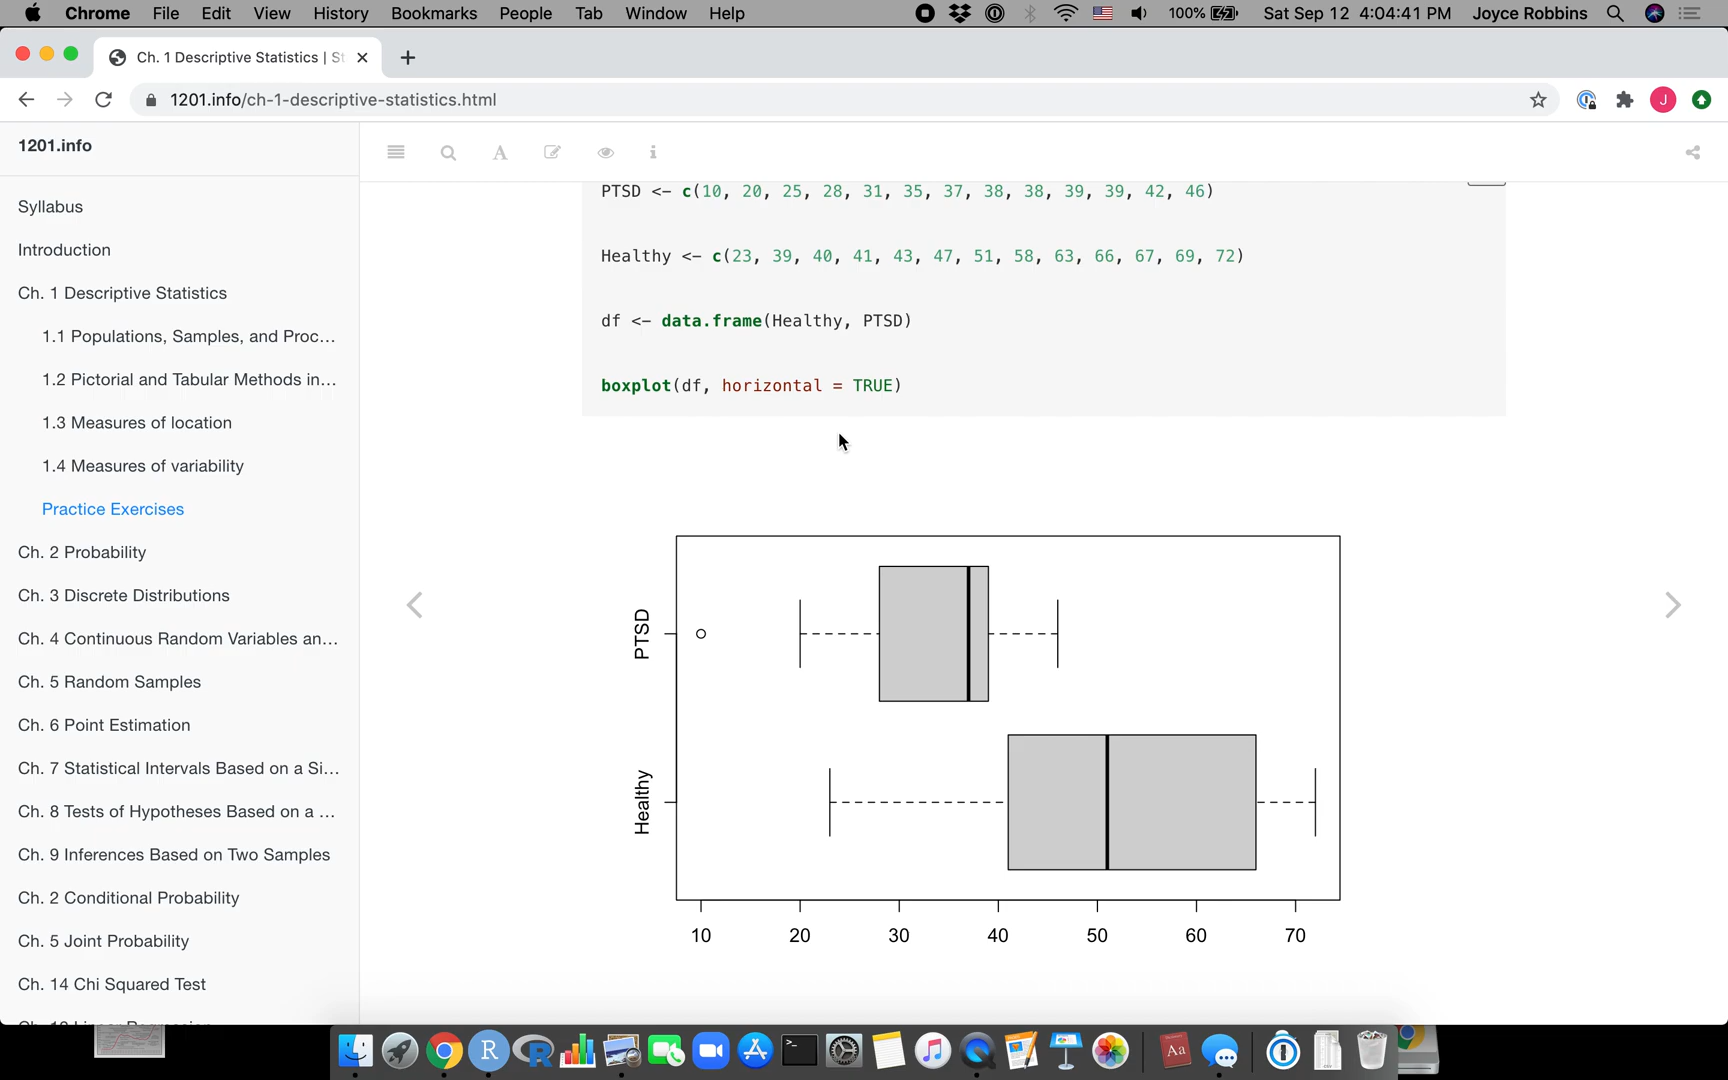 Chrome File Edit View History Bookmarks People Tab Window Help 100% Sat Sep 12 4:04:41 PM Joyce Robbins
Ch. 1 Descriptive Statistics | St
1201.info/ch-1-descriptive-statistics.html
J
1201.info
Syllabus
Introduction
Ch. 1 Descriptive Statistics
1.1 Populations, Samples, and Proc...
1.2 Pictorial and Tabular Methods in...
1.3 Measures of location
1.4 Measures of variability
Practice Exercises
Ch. 2 Probability
Ch. 3 Discrete Distributions
Ch. 4 Continuous Random Variables an...
Ch. 5 Random Samples
Ch. 6 Point Estimation
Ch. 7 Statistical Intervals Based on a Si...
Ch. 8 Tests of Hypotheses Based on a ...
Ch. 9 Inferences Based on Two Samples
Ch. 2 Conditional Probability
Ch. 5 Joint Probability
Ch. 14 Chi Squared Test
PTSD <- c(10, 20, 25, 28, 31, 35, 37, 38, 38, 39, 39, 42, 46)
Healthy <- c(23, 39, 40, 41, 43, 47, 51, 58, 63, 66, 67, 69, 72)
df <- data.frame(Healthy, PTSD)
boxplot(df, horizontal = TRUE)
PTSD
Healthy
10 20 30 40 50 60 70